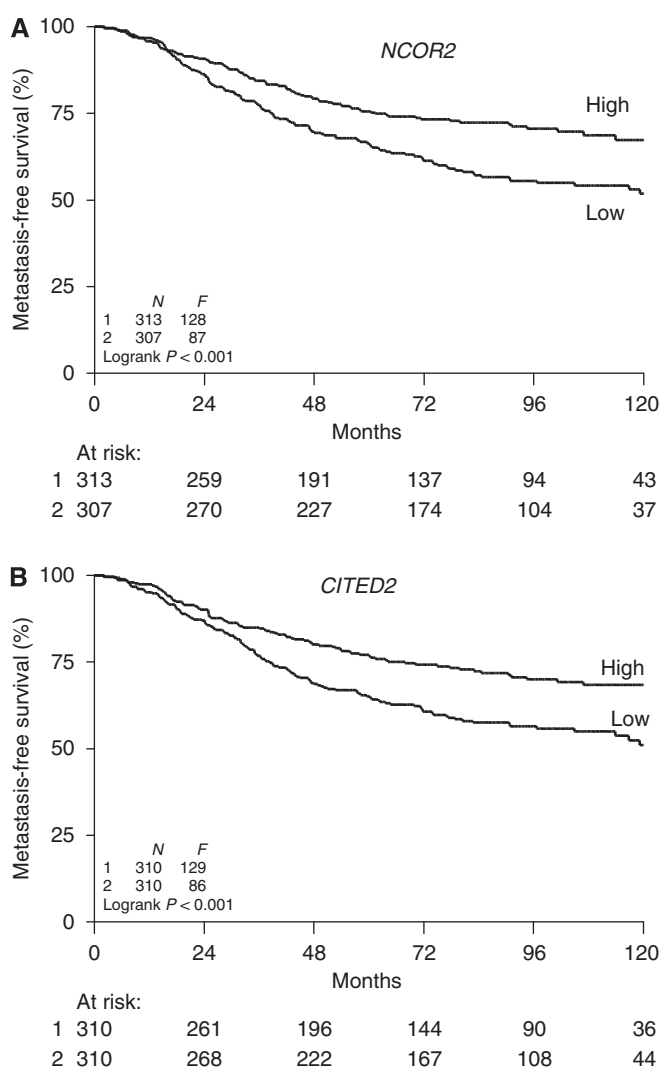 A
NCOR2
Metastasis-free survival (%)
100
75
50
25
0
High
Low
N F
1 313 128
2 307 87
Logrank P < 0.001
0 24 48 72 96 120
Months
At risk:
1 313 259 191 137 94 43
2 307 270 227 174 104 37
B
CITED2
Metastasis-free survival (%)
100
75
50
25
0
High
Low
N F
1 310 129
2 310 86
Logrank P < 0.001
0 24 48 72 96 120
Months
At risk:
1 310 261 196 144 90 36
2 310 268 222 167 108 44